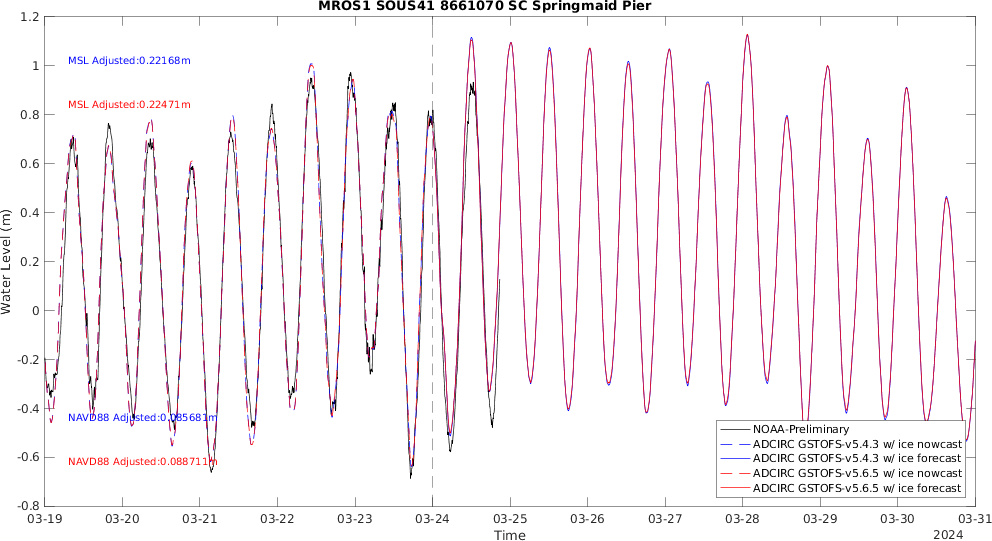 MROS1 SOUS41 8661070 SC Springmaid Pier
1.2
1
0.8
0.6
0.4
0.2
0
-0.2
-0.4
-0.6
-0.8
Water Level (m)
MSL Adjusted:0.22168m
MSL Adjusted:0.22471m
NAVD88 Adjusted:0.085681m
NAVD88 Adjusted:0.088711m
NOAA-Preliminary
ADCIRC GSTOFS-v5.4.3 w/ ice nowcast
ADCIRC GSTOFS-v5.4.3 w/ ice forecast
ADCIRC GSTOFS-v5.6.5 w/ ice nowcast
ADCIRC GSTOFS-v5.6.5 w/ ice forecast
03-19 03-20 03-21 03-22 03-23 03-24 03-25 03-26 03-27 03-28 03-29 03-30 03-31
Time
2024